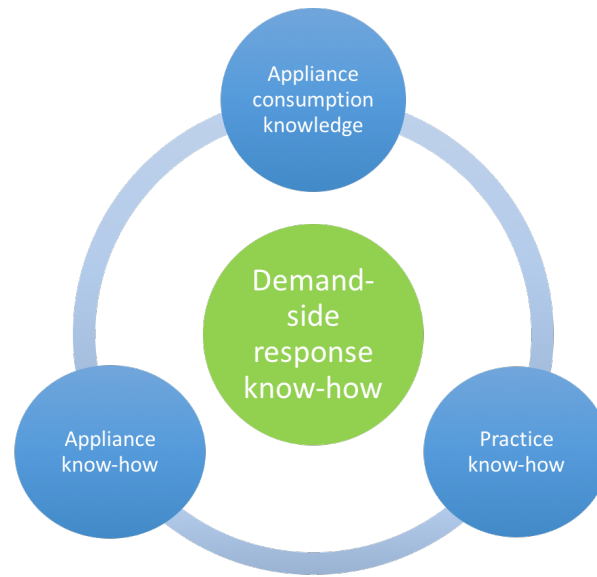 Appliance
consumption
knowledge
Demand-
side
response
know-how
Appliance
know-how
Practice
know-how